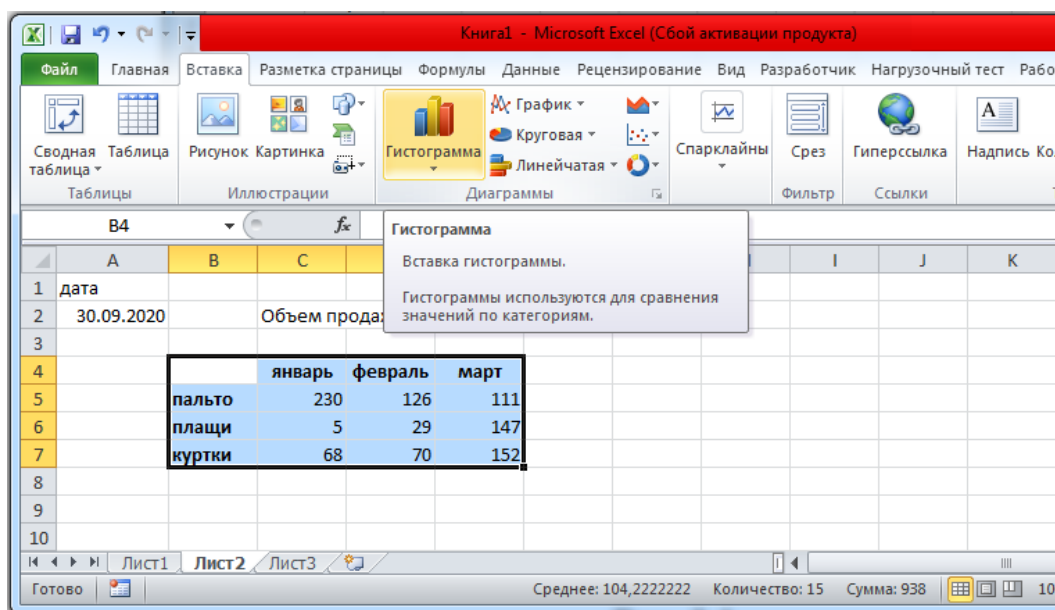 Книга1 - Microsoft Excel (Сбой активации продукта)
Файл Главная Вставка Разметка страницы Формулы Данные Рецензирование Вид Разработчик Нагрузочный тест Рабо
Сводная таблица Таблица Рисунок Картинка Гистограмма График Круговая Линейчатая Спарклайны Срез Гиперссылка Надпись Ко
Таблицы Иллюстрации Диаграммы Фильтр Ссылки
B4 fx
Гистограмма
Вставка гистограммы.
Гистограммы используются для сравнения
значений по категориям.
A B C I J K
1 дата
2 30.09.2020 Объем прода
3
4 январь февраль март
5 пальто 230 126 111
6 плащи 5 29 147
7 куртки 68 70 152
8
9
10
Лист1 Лист2 Лист3
Готово Среднее: 104,2222222 Количество: 15 Сумма: 938 10